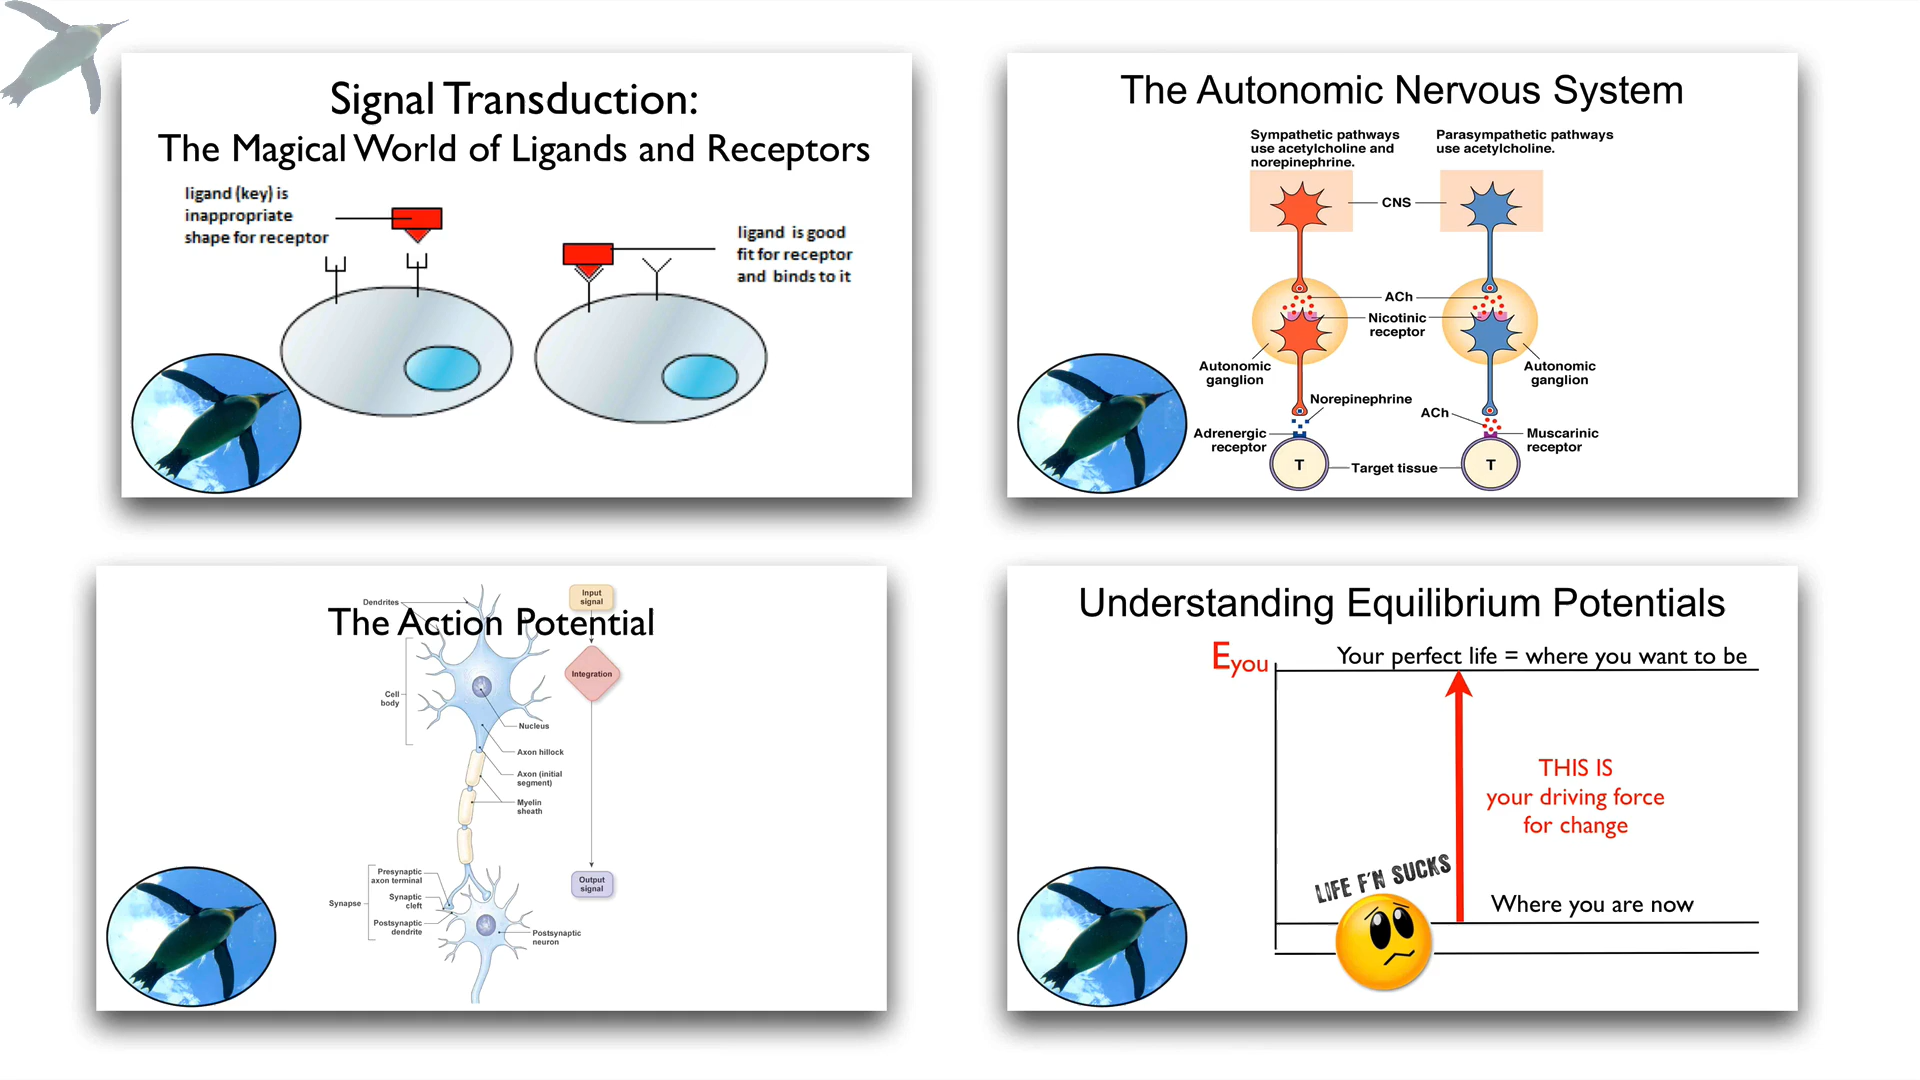 Signal Transduction:
The Magical World of Ligands and Receptors
ligand (key) is
inappropriate
shape for receptor
ligand is good
fit for receptor
and binds to it
The Autonomic Nervous System
Sympathetic pathways
use acetylcholine and
norepinephrine.
Parasympathetic pathways
use acetylcholine.
CNS
ACh
Nicotinic
receptor
Autonomic
ganglion
Autonomic
ganglion
Norepinephrine
ACh
Adrenergic
receptor
Muscarinic
receptor
T
Target tissue
T
The Action Potential
Dendrites
Input
signal
Integration
Cell
body
Nucleus
Axon hillock
Axon (initial
segment)
Myelin
sheath
Presynaptic
axon terminal
Synaptic
cleft
Synapse
Postsynaptic
dendrite
Output
signal
Postsynaptic
neuron
Understanding Equilibrium Potentials
Eyou
Your perfect life = where you want to be
THIS IS
your driving force
for change
LIFE F'N SUCKS
Where you are now